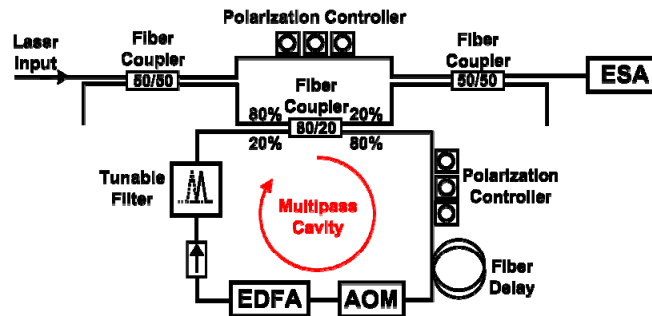 Polarization Controller
Laser
Input
Fiber
Coupler
50/50
Fiber
Coupler
50/50
ESA
Fiber
Coupler
80%
20%
80/20
20%
80%
Tunable
Filter
Multipass
Cavity
Polarization
Controller
Fiber
Delay
EDFA
AOM